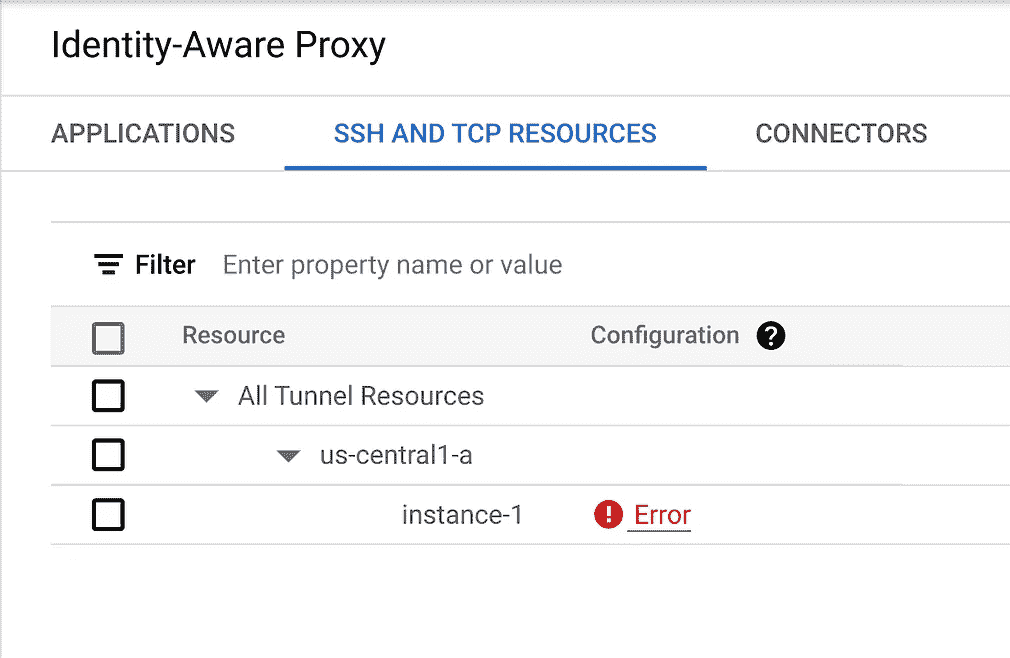 Identity-Aware Proxy
APPLICATIONS SSH AND TCP RESOURCES CONNECTORS
Filter Enter property name or value
Resource Configuration ?
All Tunnel Resources
us-central1-a
instance-1 ! Error